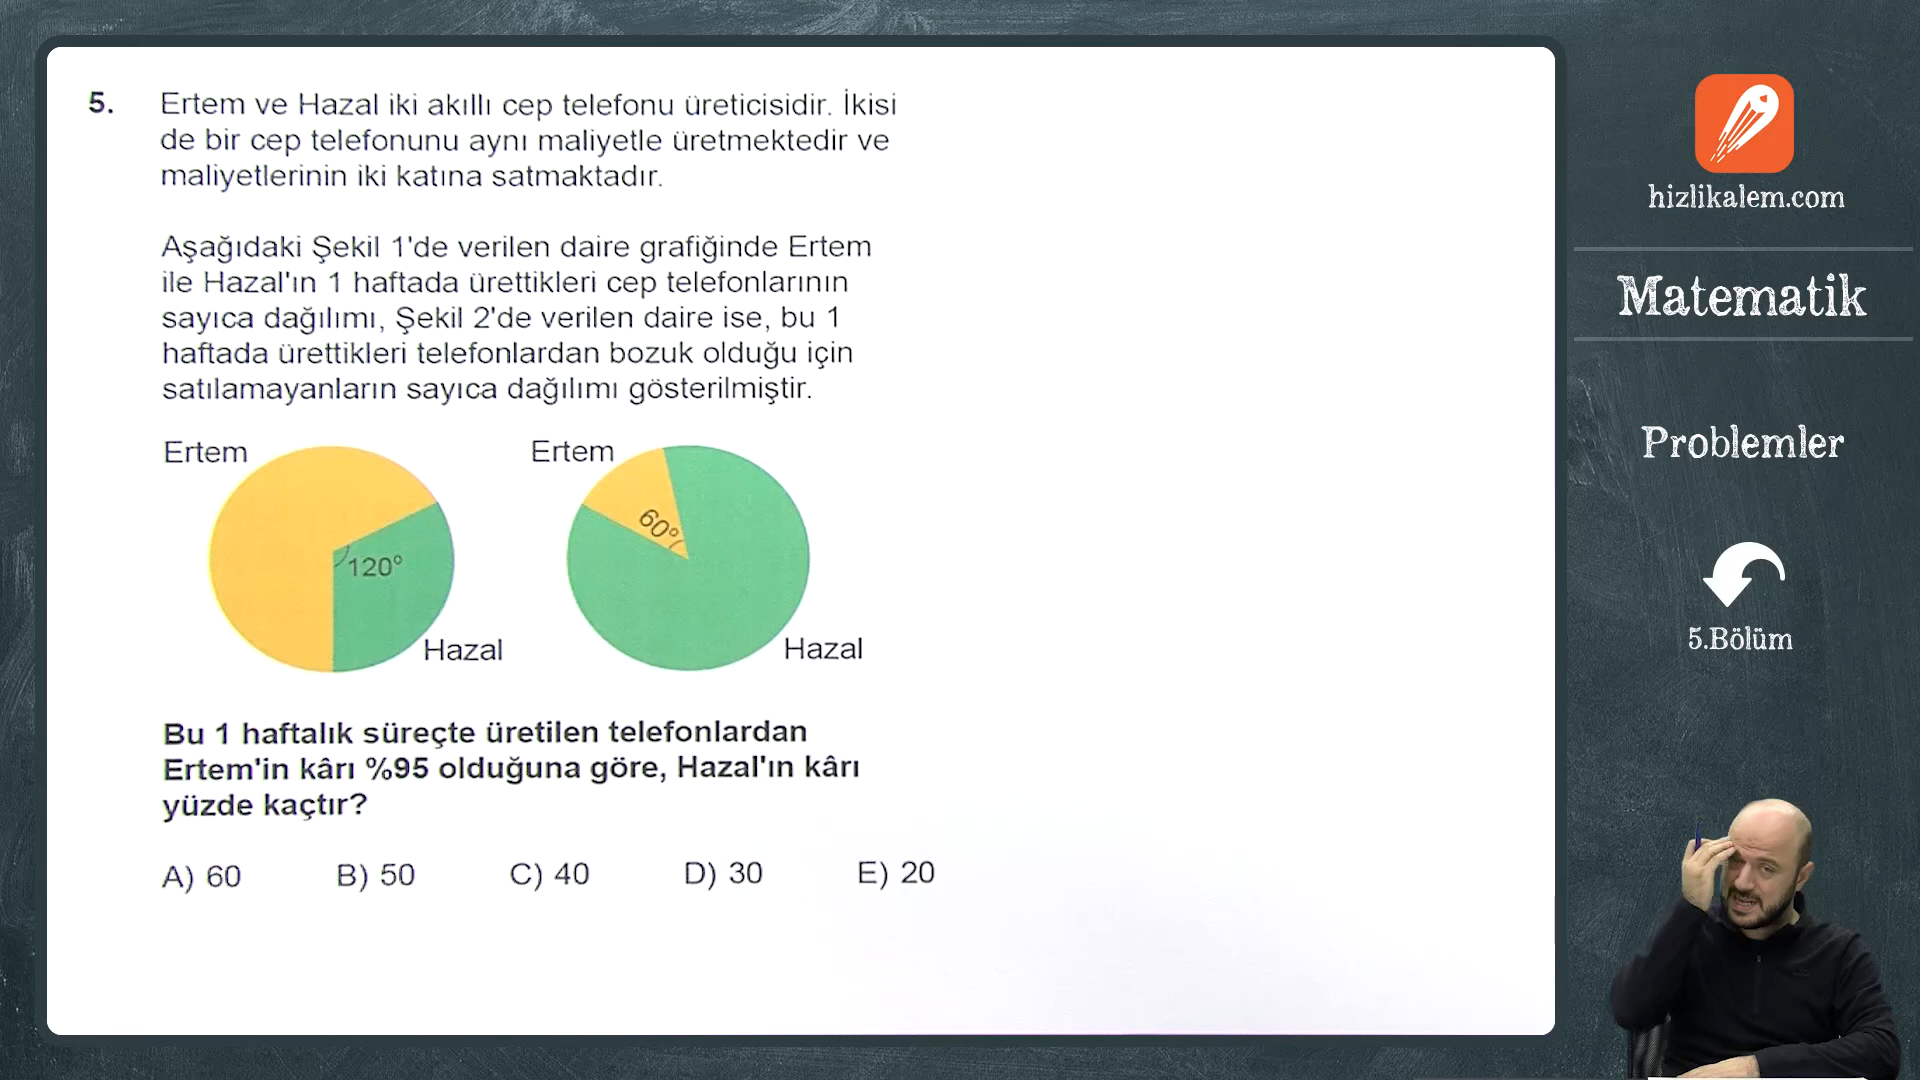 5. Ertem ve Hazal iki akıllı cep telefonu üreticisidir. İkisi
de bir cep telefonunu aynı maliyetle üretmektedir ve
maliyetlerinin iki katına satmaktadır.
Aşağıdaki Şekil 1'de verilen daire grafiğinde Ertem
ile Hazal'ın 1 haftada ürettikleri cep telefonlarının
sayıca dağılımı, Şekil 2'de verilen daire ise, bu 1
haftada ürettikleri telefonlardan bozuk olduğu için
satılamayanların sayıca dağılımı gösterilmiştir.
Ertem
120°
Hazal
Ertem
60°
Hazal
Bu 1 haftalık süreçte üretilen telefonlardan
Ertem'in kârı %95 olduğuna göre, Hazal'ın kârı
yüzde kaçtır?
A) 60 B) 50 C) 40 D) 30 E) 20
hizlikalem.com
Matematik
Problemler
5.Bölüm